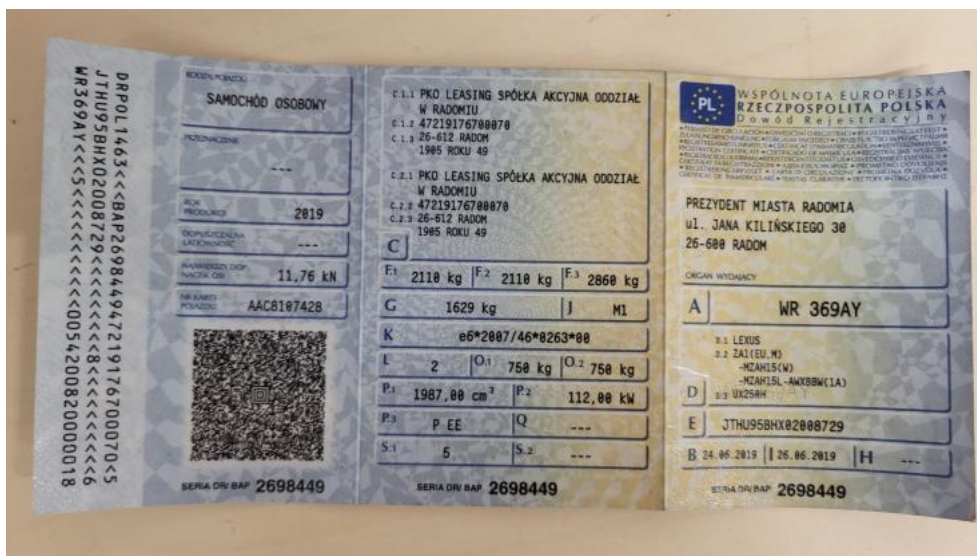 DRPOL1463<<<BAP26984494721917670007​0<5
JTHU95BHX02008729<<<<<<<8<<<<<<<<6
WR369AY<<<5<<<<<<<<0054200820000018
RODZAJ POJAZDU
SAMOCHÓD OSOBOWY
PRZEZNACZENIE
---
ROK PRODUKCJI
2019
DOPUSZCZALNA ŁADOWNOŚĆ
---
NAJWIĘKSZY DOP. NACISK OSI
11,76 kN
NR KARTY POJAZDU
AAC8107428
SERIA DR/ BAP 2698449
C.1.1 PKO LEASING SPÓŁKA AKCYJNA ODDZIAŁ
W RADOMIU
C.1.2 47219176700070
C.1.3 26-612 RADOM
1905 ROKU 49
C.2.1 PKO LEASING SPÓŁKA AKCYJNA ODDZIAŁ
W RADOMIU
C.2.2 47219176700070
C.2.3 26-612 RADOM
1905 ROKU 49
C
F.1 2110 kg F.2 2110 kg F.3 2860 kg
G 1629 kg J M1
K e6*2007/46*0263*00
L 2 O.1 750 kg O.2 750 kg
P.1 1987,00 cm³ P.2 112,00 kW
P.3 P EE Q ---
S.1 5 S.2 ---
SERIA DR/ BAP 2698449
PL
WSPÓLNOTA EUROPEJSKA
RZECZPOSPOLITA POLSKA
Dowód Rejestracyjny
PREZYDENT MIASTA RADOMIA
ul. JANA KILIŃSKIEGO 30
26-600 RADOM
ORGAN WYDAJĄCY
A WR 369AY
D.1 LEXUS
D.2 ZA1(EU,M)
-MZAH15(W)
-MZAH15L-AWXBBW(1A)
D D.3 UX250H
E JTHU95BHX02008729
B 24.06.2019 I 26.06.2019 H ---
SERIA DR/ BAP 2698449